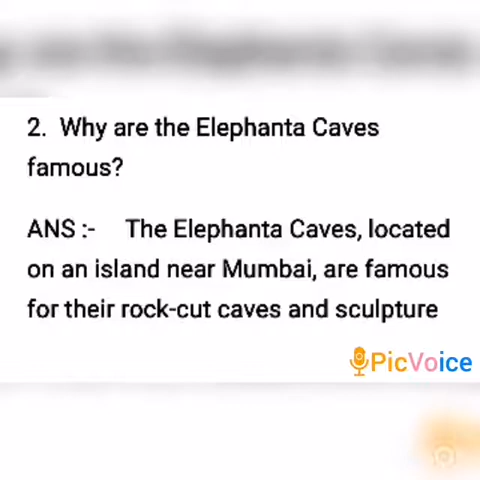 2. Why are the Elephanta Caves
famous?
ANS :- The Elephanta Caves, located
on an island near Mumbai, are famous
for their rock-cut caves and sculpture
PicVoice